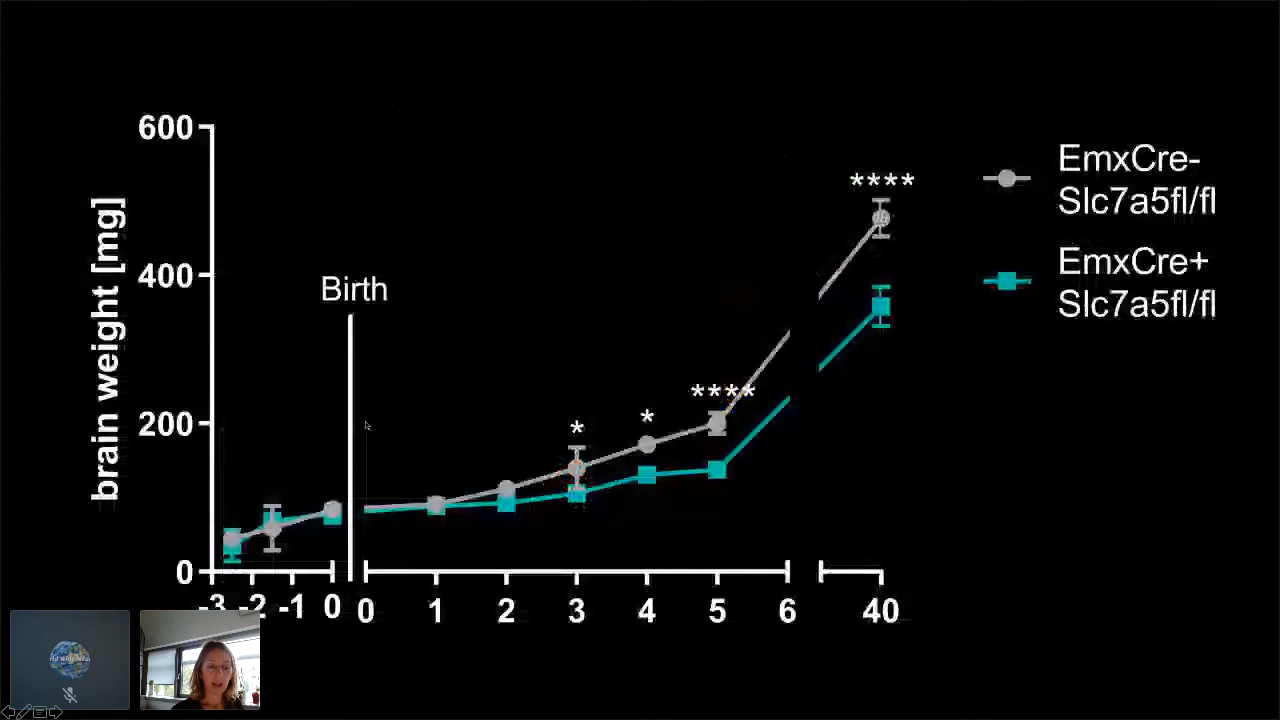 600
400
200
0
brain weight [mg]
Birth
*
*
****
****
EmxCre-
Slc7a5fl/fl
EmxCre+
Slc7a5fl/fl
-3 -2 -1 0 0 1 2 3 4 5 6 40